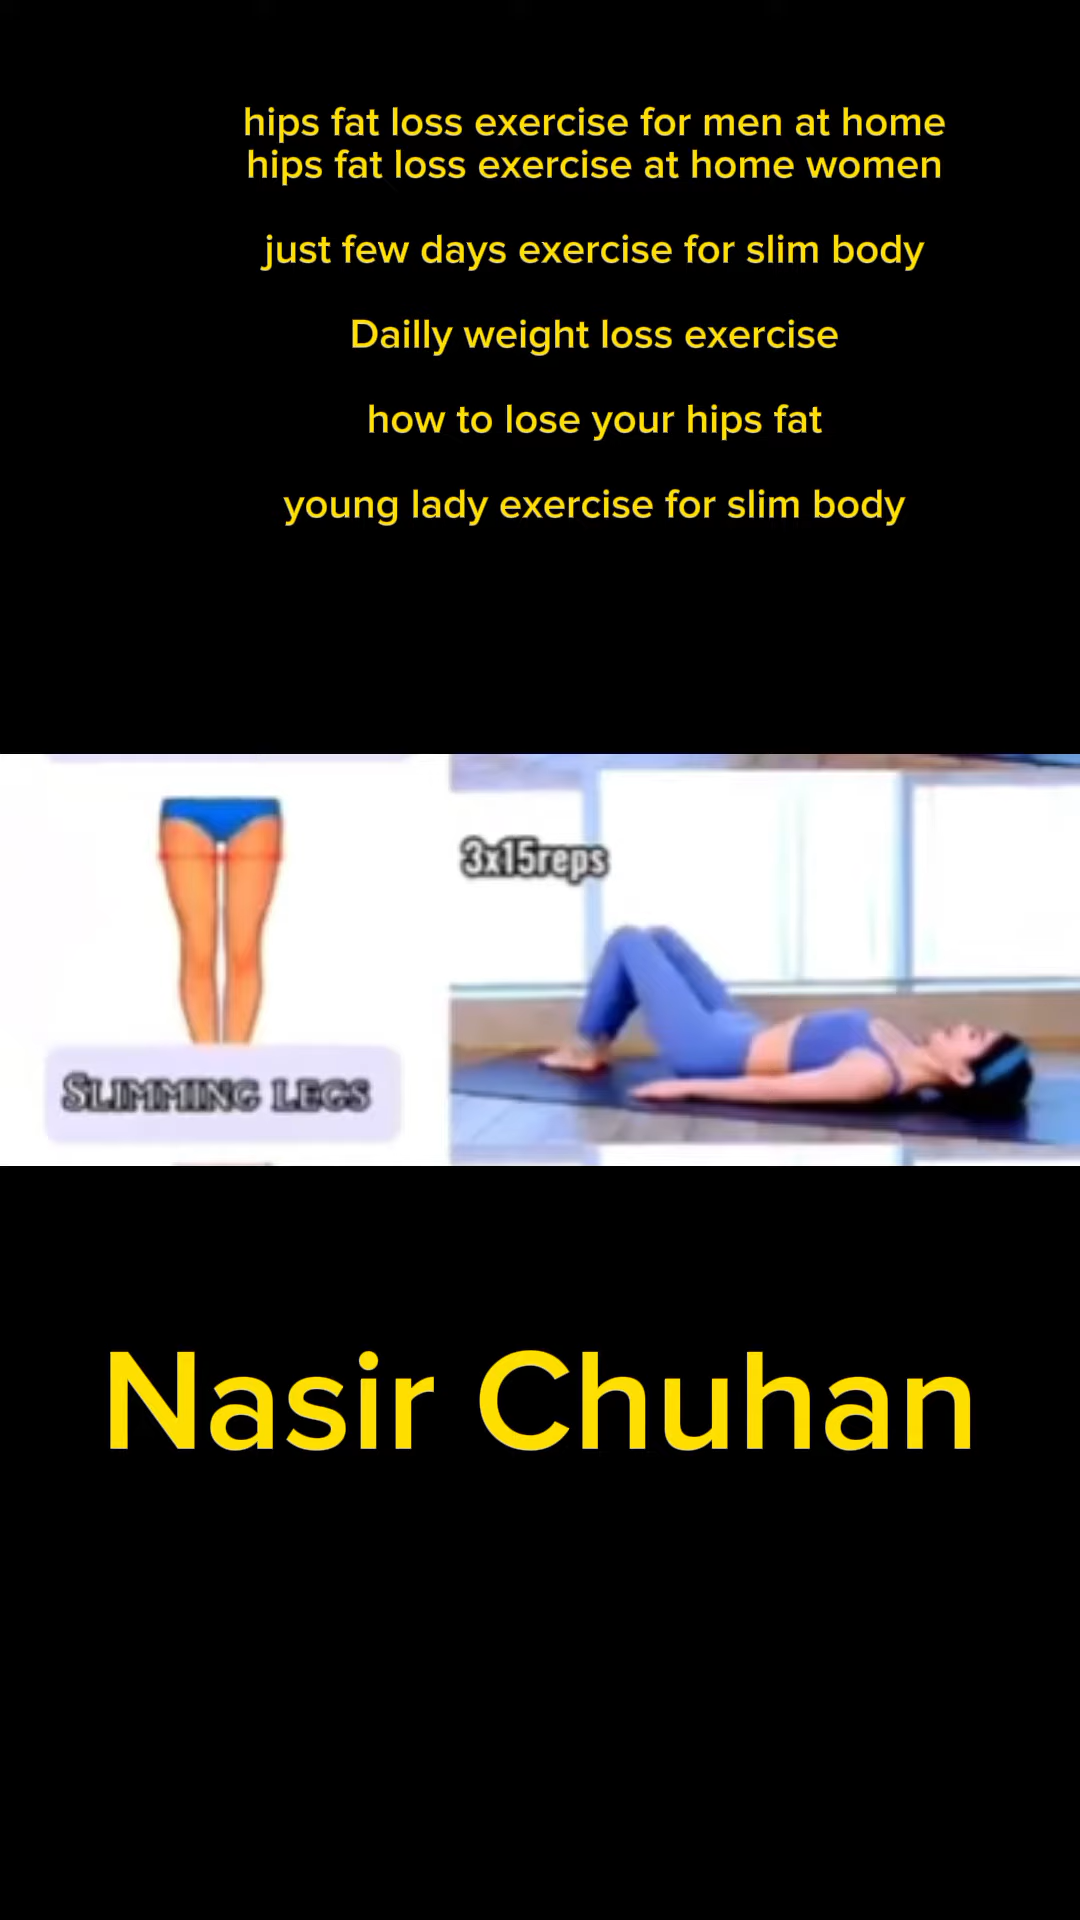 hips fat loss exercise for men at home
hips fat loss exercise at home women
just few days exercise for slim body
Dailly weight loss exercise
how to lose your hips fat
young lady exercise for slim body
3x15reps
SLIMMING LEGS
Nasir Chuhan